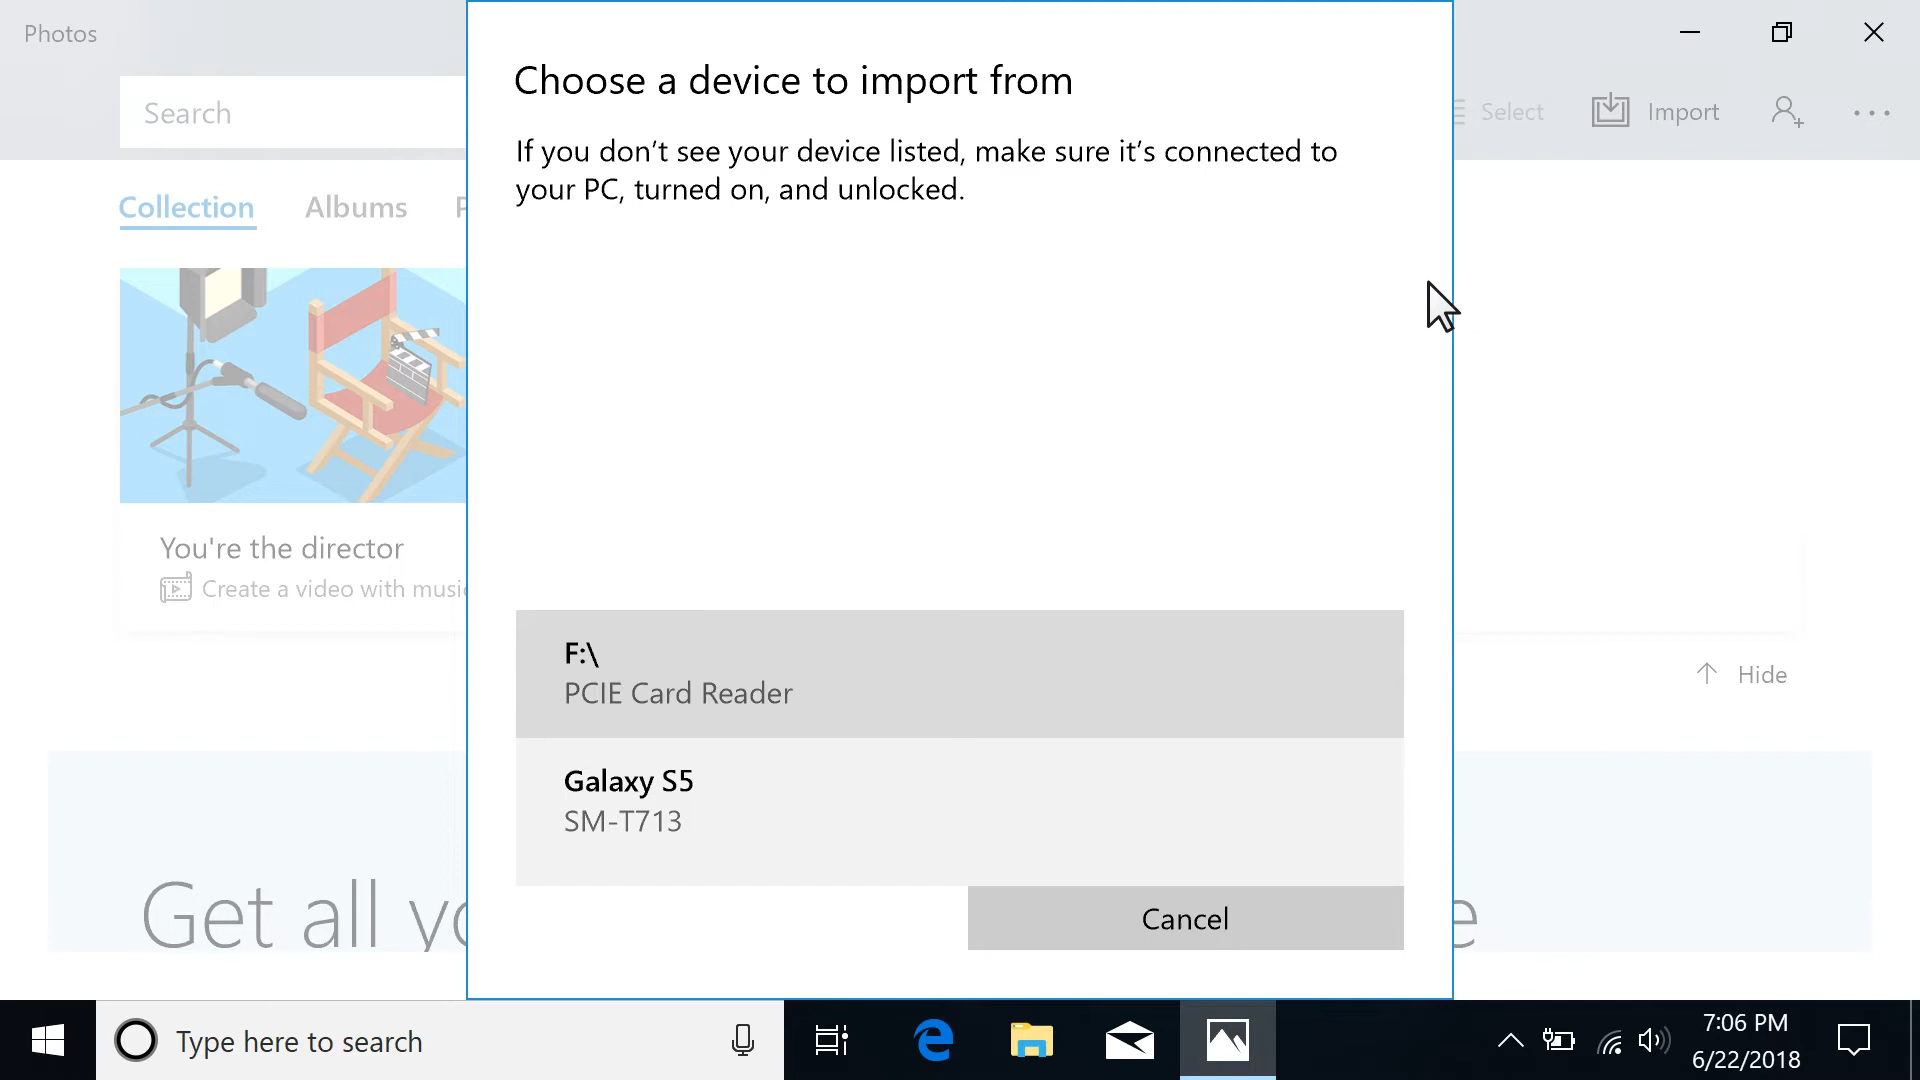 Photos
Search
Select
Import
Collection
Albums
P
You're the director
Create a video with music
Choose a device to import from
If you don’t see your device listed, make sure it’s connected to
your PC, turned on, and unlocked.
F:\
PCIE Card Reader
Galaxy S5
SM-T713
Cancel
Hide
Get all yo
e
Type here to search
7:06 PM
6/22/2018